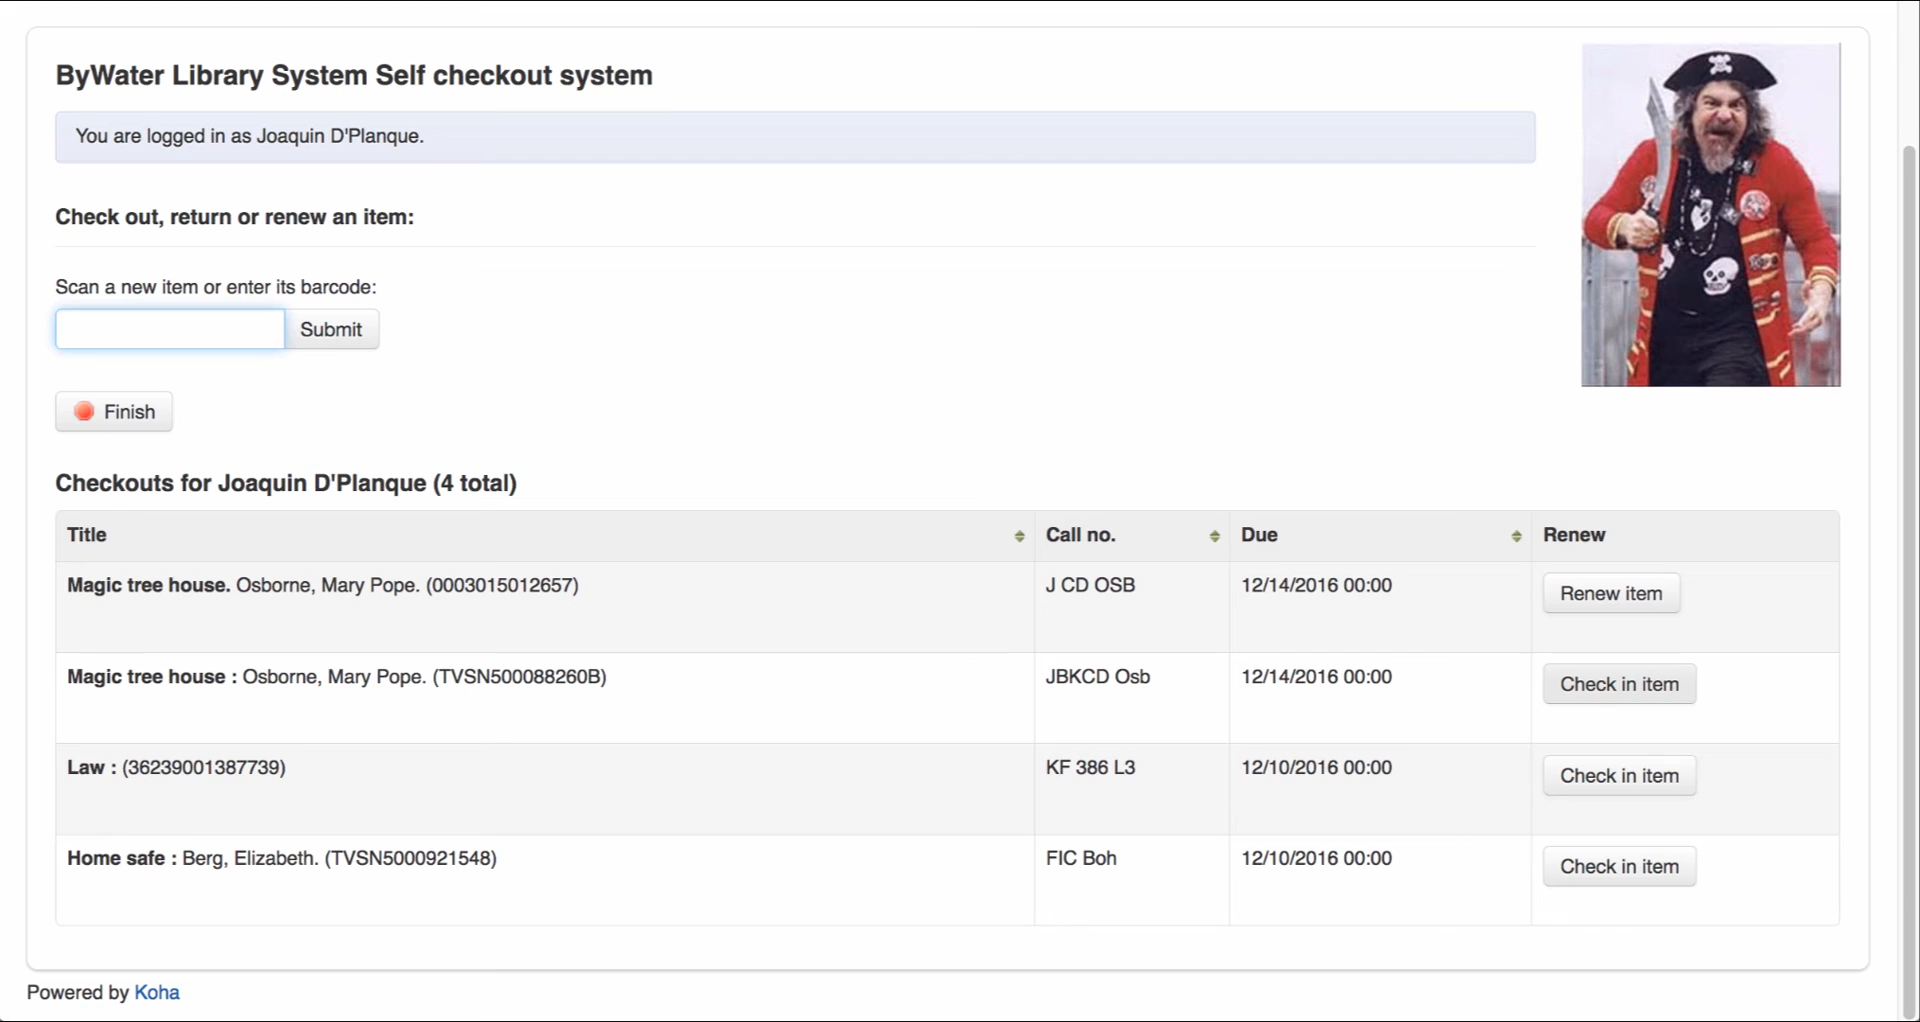 ByWater Library System Self checkout system
You are logged in as Joaquin D'Planque.
Check out, return or renew an item:
Scan a new item or enter its barcode:
Submit
Finish
Checkouts for Joaquin D'Planque (4 total)
Title Call no. Due Renew
Magic tree house. Osborne, Mary Pope. (0003015012657) J CD OSB 12/14/2016 00:00 Renew item
Magic tree house : Osborne, Mary Pope. (TVSN500088260B) JBKCD Osb 12/14/2016 00:00 Check in item
Law : (36239001387739) KF 386 L3 12/10/2016 00:00 Check in item
Home safe : Berg, Elizabeth. (TVSN5000921548) FIC Boh 12/10/2016 00:00 Check in item
Powered by Koha